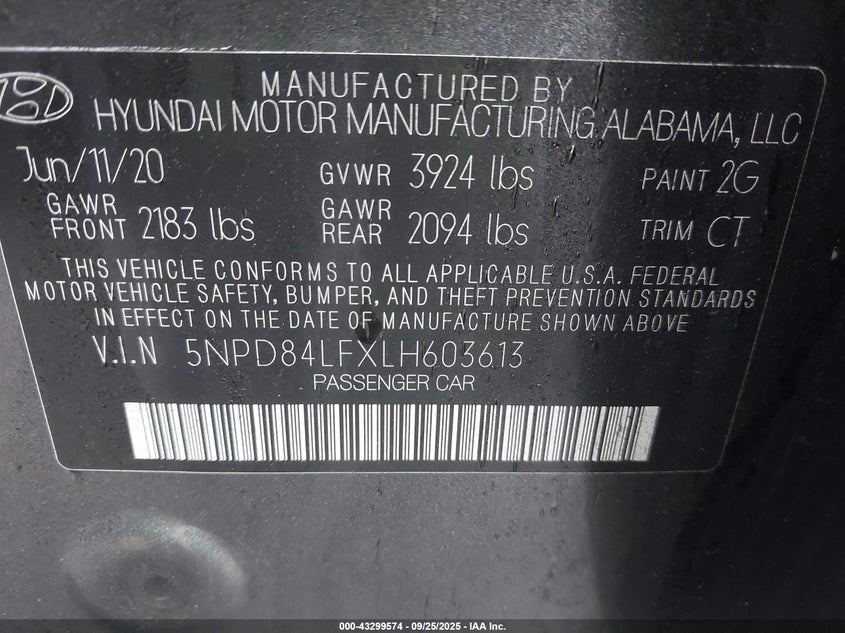 MANUFACTURED BY
HYUNDAI MOTOR MANUFACTURING ALABAMA, LLC
Jun/11/20 GVWR 3924 lbs PAINT 2G
GAWR FRONT 2183 lbs GAWR REAR 2094 lbs TRIM CT
THIS VEHICLE CONFORMS TO ALL APPLICABLE U.S.A. FEDERAL
MOTOR VEHICLE SAFETY, BUMPER, AND THEFT PREVENTION STANDARDS
IN EFFECT ON THE DATE OF MANUFACTURE SHOWN ABOVE
V.I.N 5NPD84LFXLH603613
PASSENGER CAR
000-43299574 - 09/25/2025 - IAA Inc.